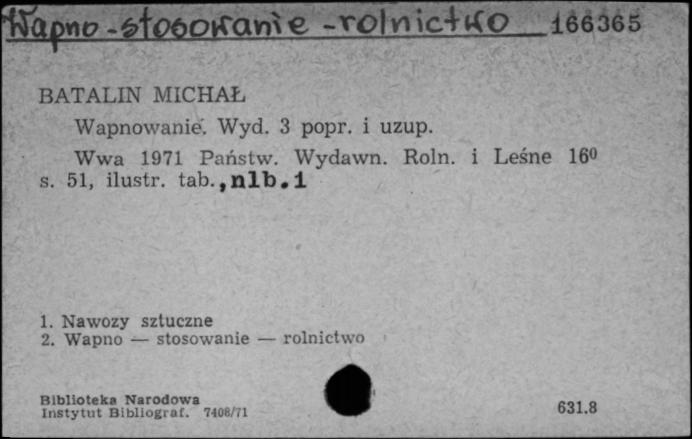 Wapno - stosowanie - rolnictwo 166365
BATALIN MICHAŁ
Wapnowanie. Wyd. 3 popr. i uzup.
Wwa 1971 Państw. Wydawn. Roln. i Leśne 16⁰
s. 51, ilustr. tab., nlb.1
1. Nawozy sztuczne
2. Wapno — stosowanie — rolnictwo
Biblioteka Narodowa
Instytut Bibliograf. 7408/71
631.8